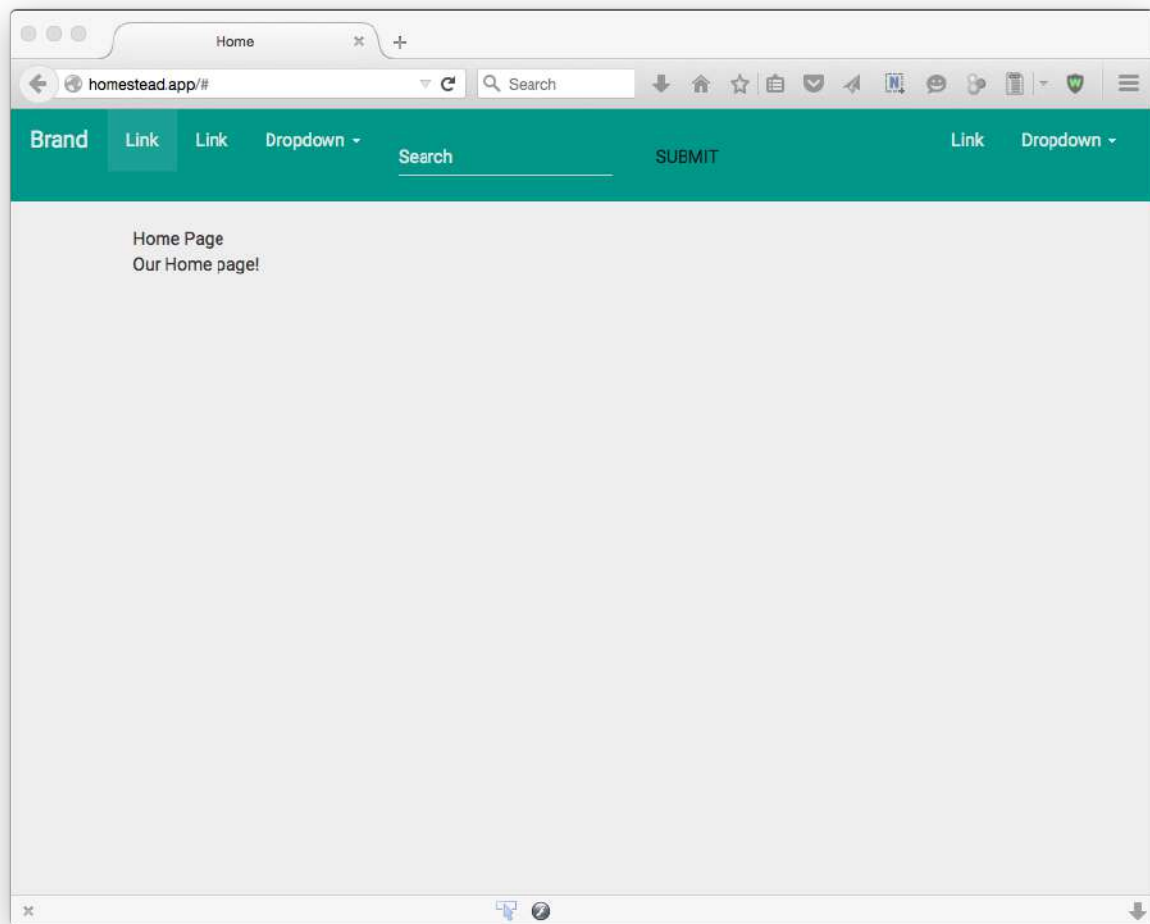 Home
homestead.app/#
Search
Brand Link Link Dropdown Search SUBMIT Link Dropdown
Home Page
Our Home page!